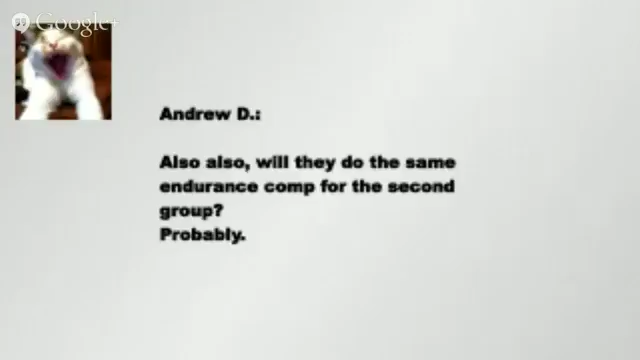 Google+
Andrew D.:
Also also, will they do the same
endurance comp for the second
group?
Probably.